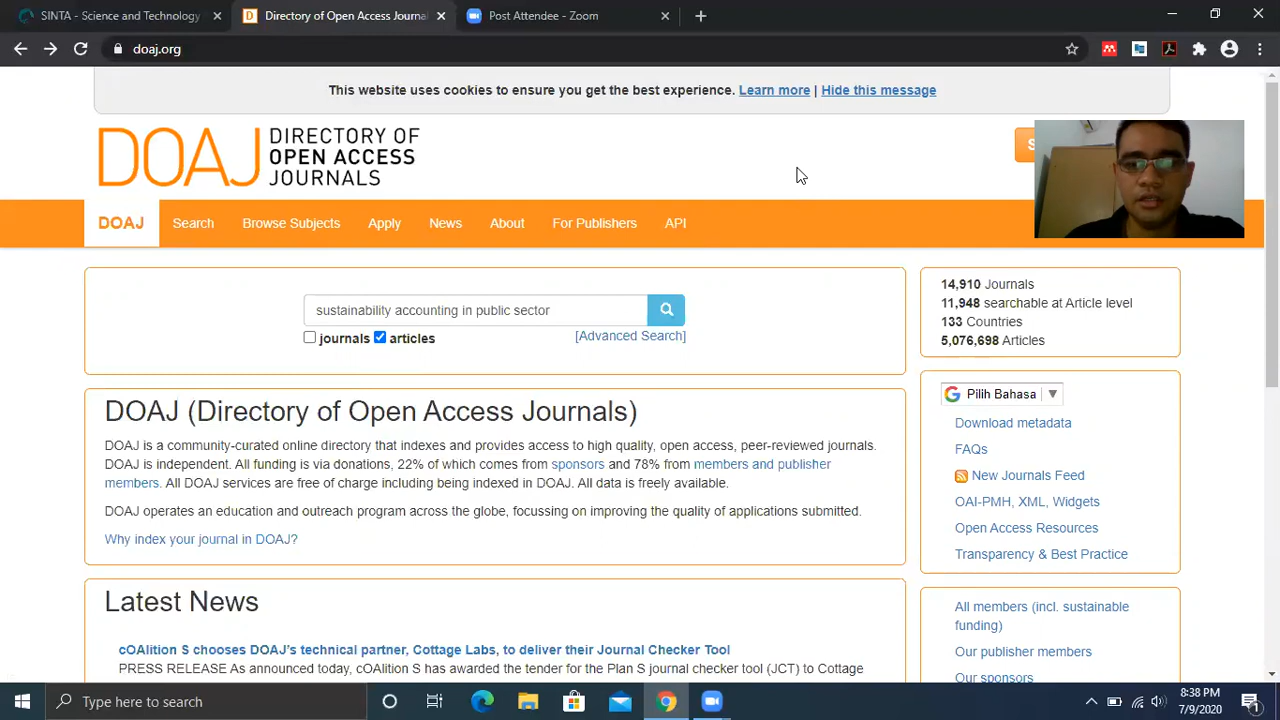 SINTA - Science and Technology
Directory of Open Access Journa
Post Attendee - Zoom
doaj.org
This website uses cookies to ensure you get the best experience. Learn more | Hide this message
DOAJ
DIRECTORY OF
OPEN ACCESS
JOURNALS
DOAJ Search Browse Subjects Apply News About For Publishers API
sustainability accounting in public sector
journals articles
[Advanced Search]
14,910 Journals
11,948 searchable at Article level
133 Countries
5,076,698 Articles
DOAJ (Directory of Open Access Journals)
DOAJ is a community-curated online directory that indexes and provides access to high quality, open access, peer-reviewed journals.
DOAJ is independent. All funding is via donations, 22% of which comes from sponsors and 78% from members and publisher
members. All DOAJ services are free of charge including being indexed in DOAJ. All data is freely available.
DOAJ operates an education and outreach program across the globe, focussing on improving the quality of applications submitted.
Why index your journal in DOAJ?
Pilih Bahasa
Download metadata
FAQs
New Journals Feed
OAI-PMH, XML, Widgets
Open Access Resources
Transparency & Best Practice
Latest News
cOAlition S chooses DOAJ's technical partner, Cottage Labs, to deliver their Journal Checker Tool
PRESS RELEASE As announced today, cOAlition S has awarded the tender for the Plan S journal checker tool (JCT) to Cottage
All members (incl. sustainable
funding)
Our publisher members
Our sponsors
Type here to search
8:38 PM
7/9/2020